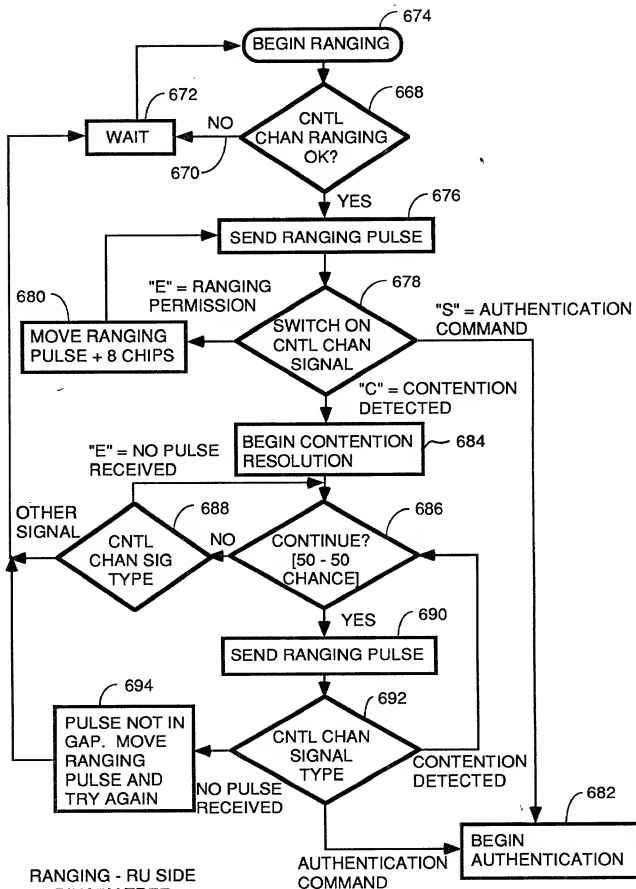 674
BEGIN RANGING
672
668
WAIT
NO
CNTL
CHAN RANGING
OK?
670
YES
676
SEND RANGING PULSE
"E" = RANGING
PERMISSION
680
678
"S" = AUTHENTICATION
COMMAND
MOVE RANGING
PULSE + 8 CHIPS
SWITCH ON
CNTL CHAN
SIGNAL
"C" = CONTENTION
DETECTED
"E" = NO PULSE
RECEIVED
BEGIN CONTENTION
RESOLUTION
684
OTHER
SIGNAL
688
686
CNTL
CHAN SIG
TYPE
NO
CONTINUE?
[50 - 50
CHANCE]
YES
690
SEND RANGING PULSE
694
692
PULSE NOT IN
GAP. MOVE
RANGING
PULSE AND
TRY AGAIN
CNTL CHAN
SIGNAL
TYPE
CONTENTION
DETECTED
NO PULSE
RECEIVED
682
BEGIN
AUTHENTICATION
AUTHENTICATION
COMMAND
RANGING - RU SIDE